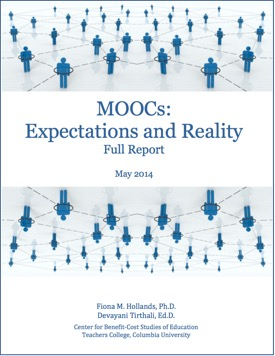 MOOCs:
Expectations and Reality
Full Report
May 2014
Fiona M. Hollands, Ph.D.
Devayani Tirthali, Ed.D.
Center for Benefit-Cost Studies of Education
Teachers College, Columbia University